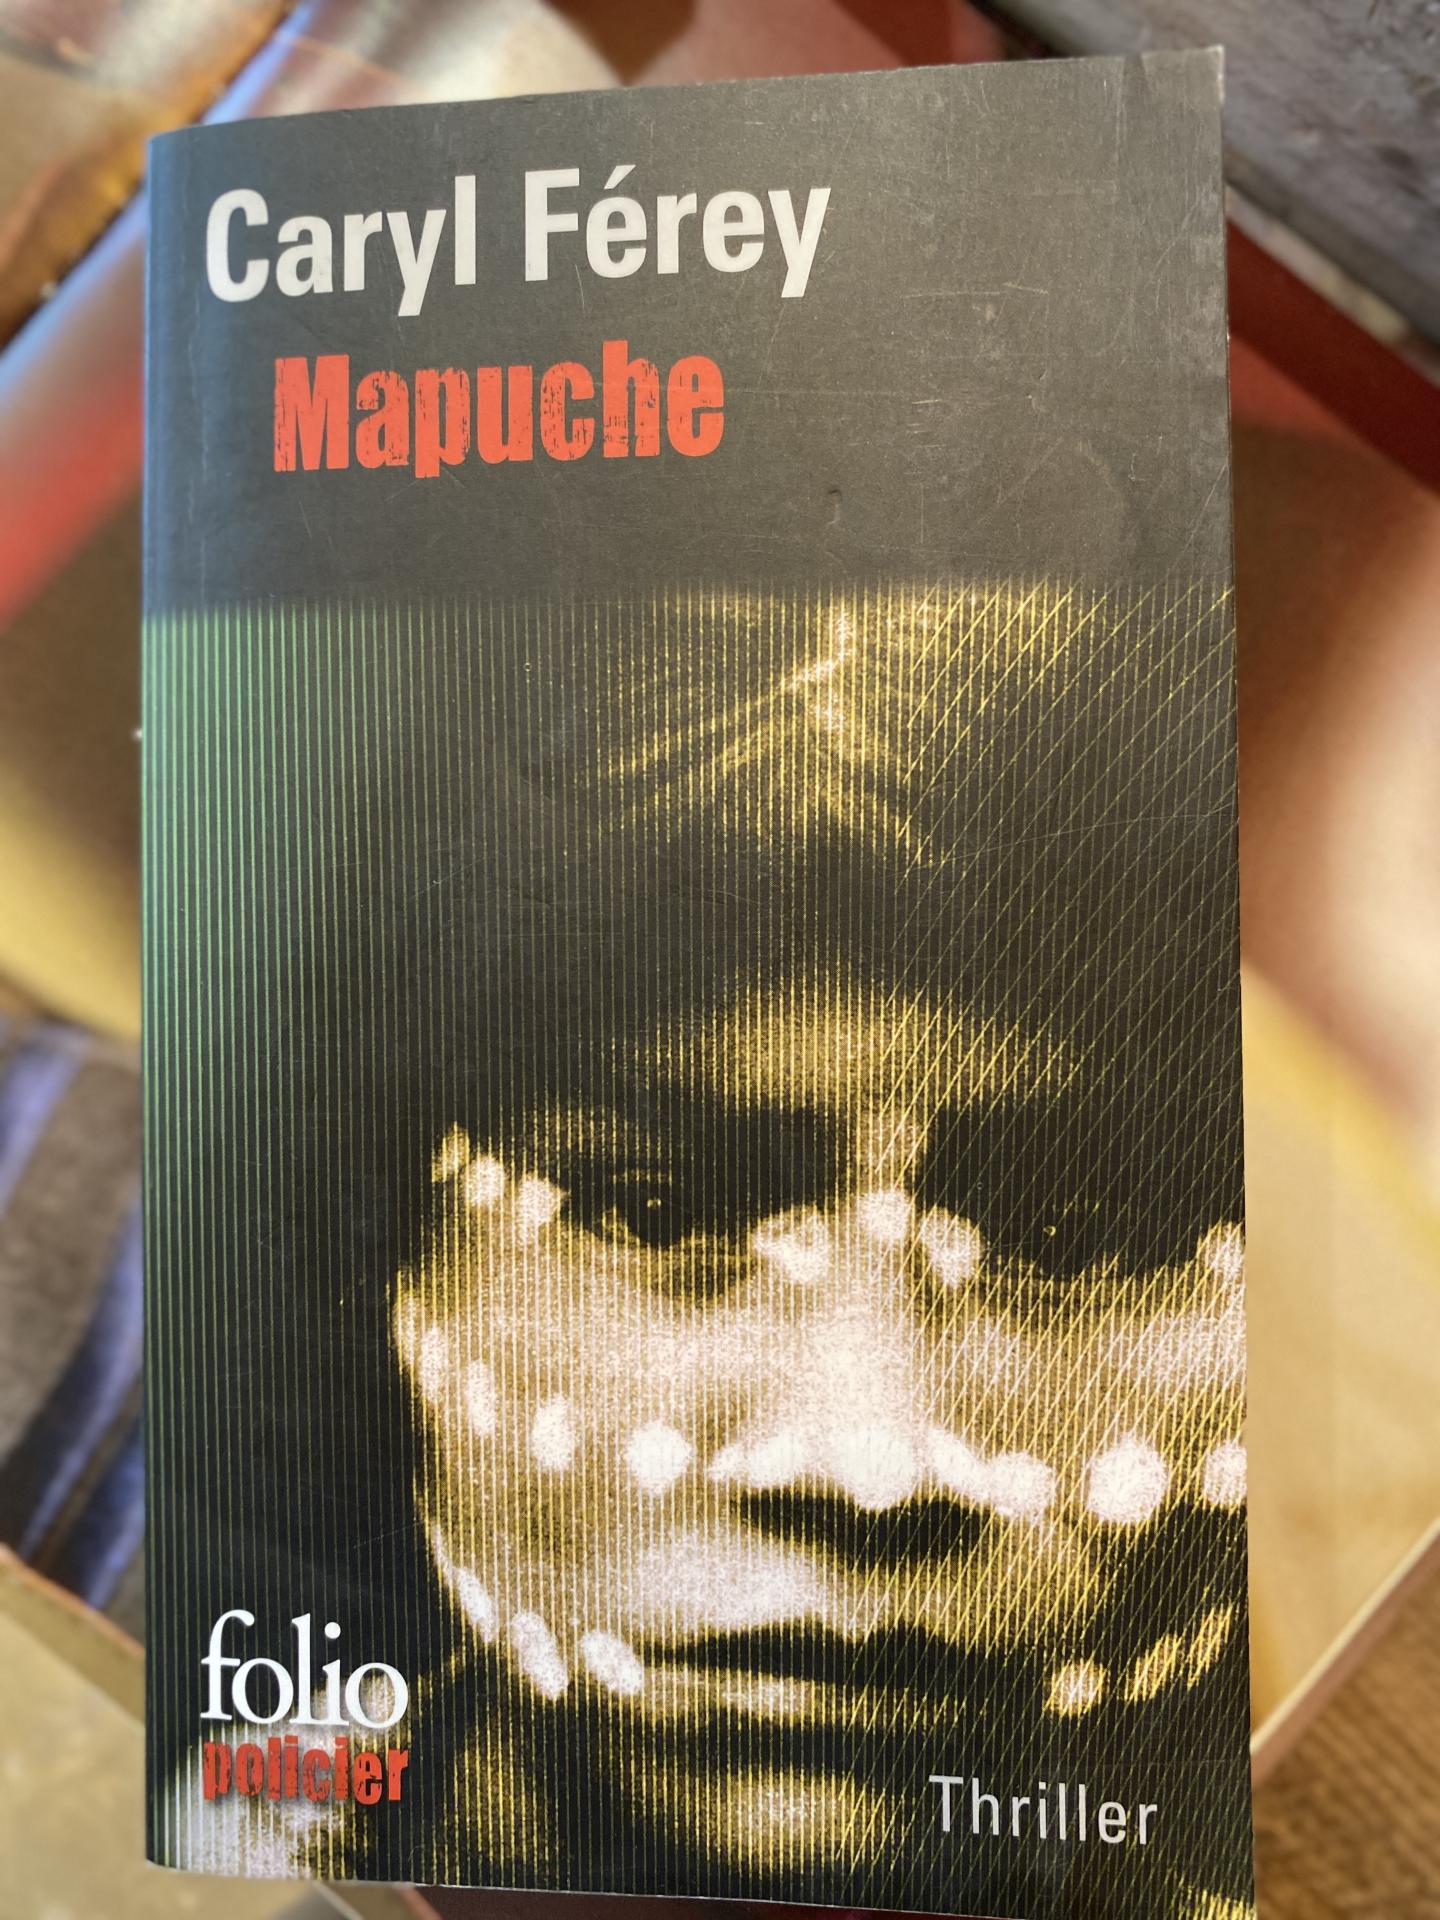 Caryl Férey
Mapuche
folio
policier
Thriller